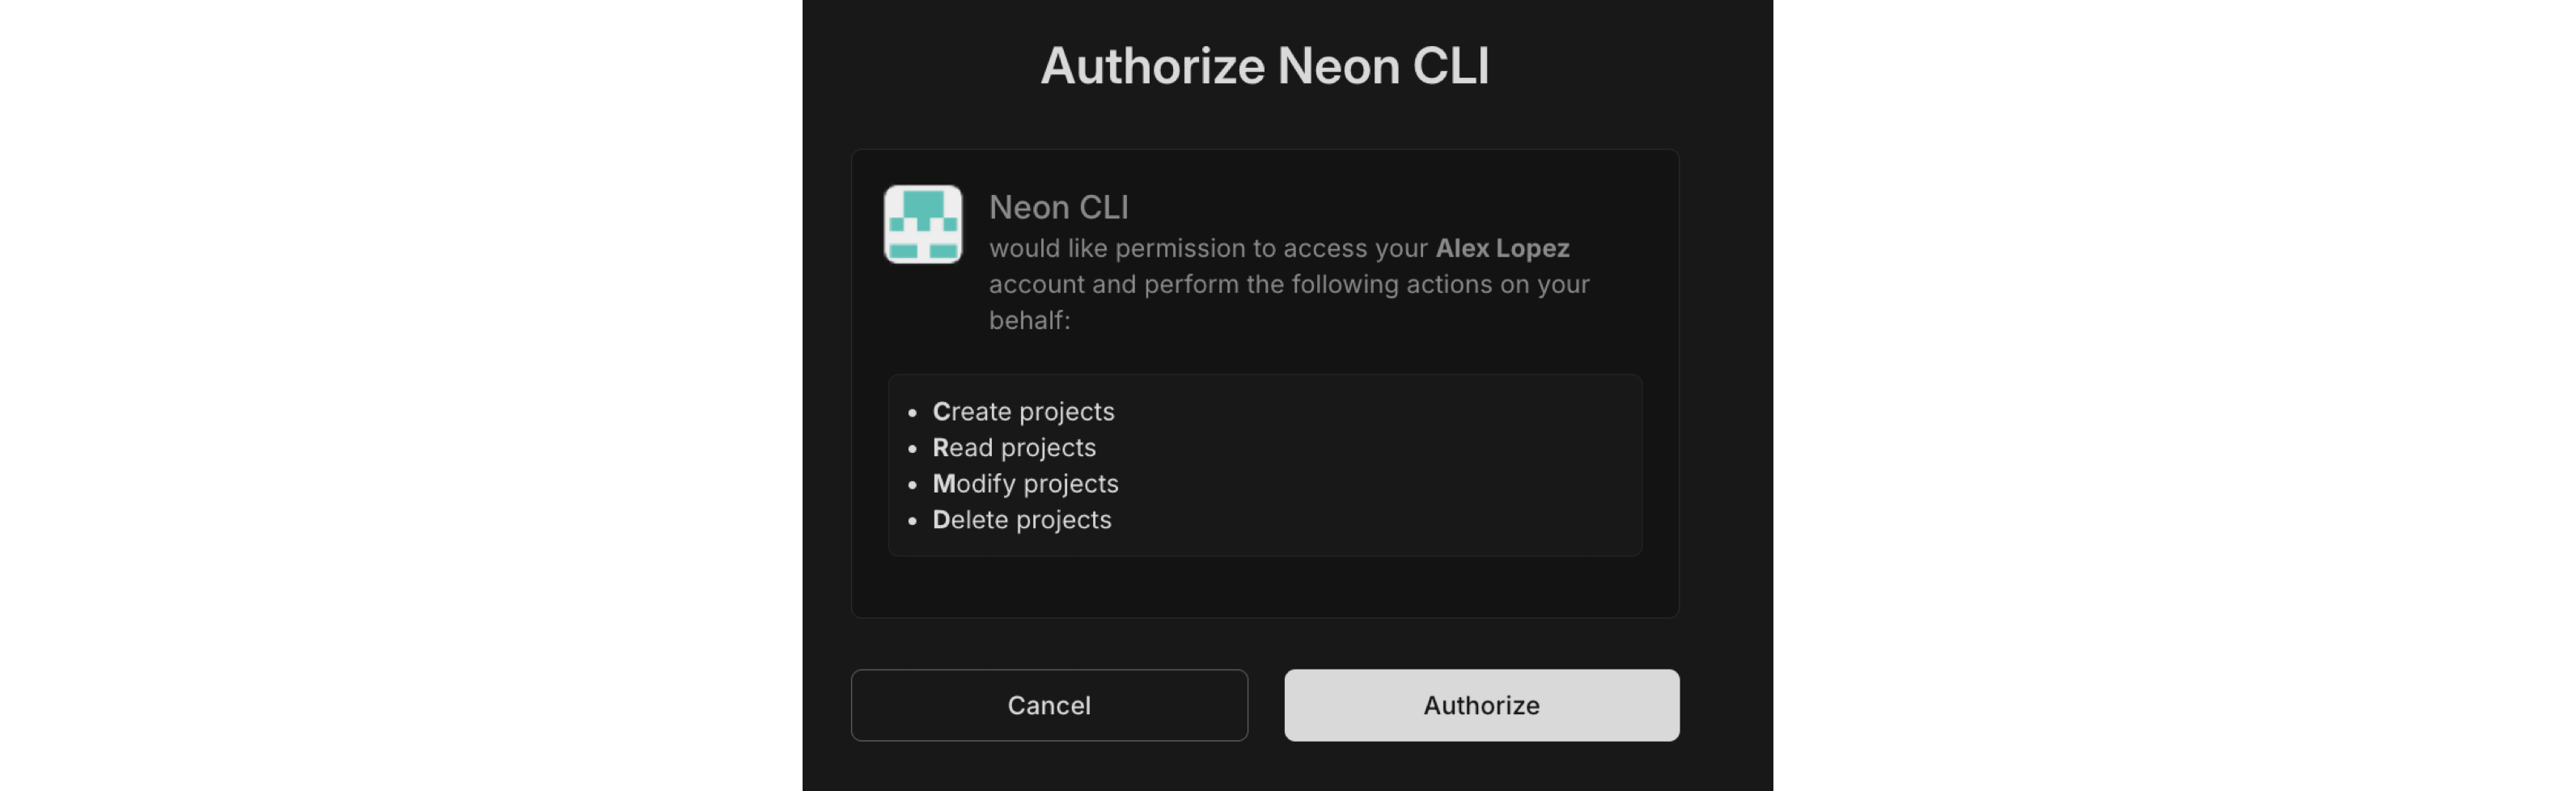 Authorize Neon CLI
Neon CLI
would like permission to access your Alex Lopez
account and perform the following actions on your
behalf:
• Create projects
• Read projects
• Modify projects
• Delete projects
Cancel
Authorize